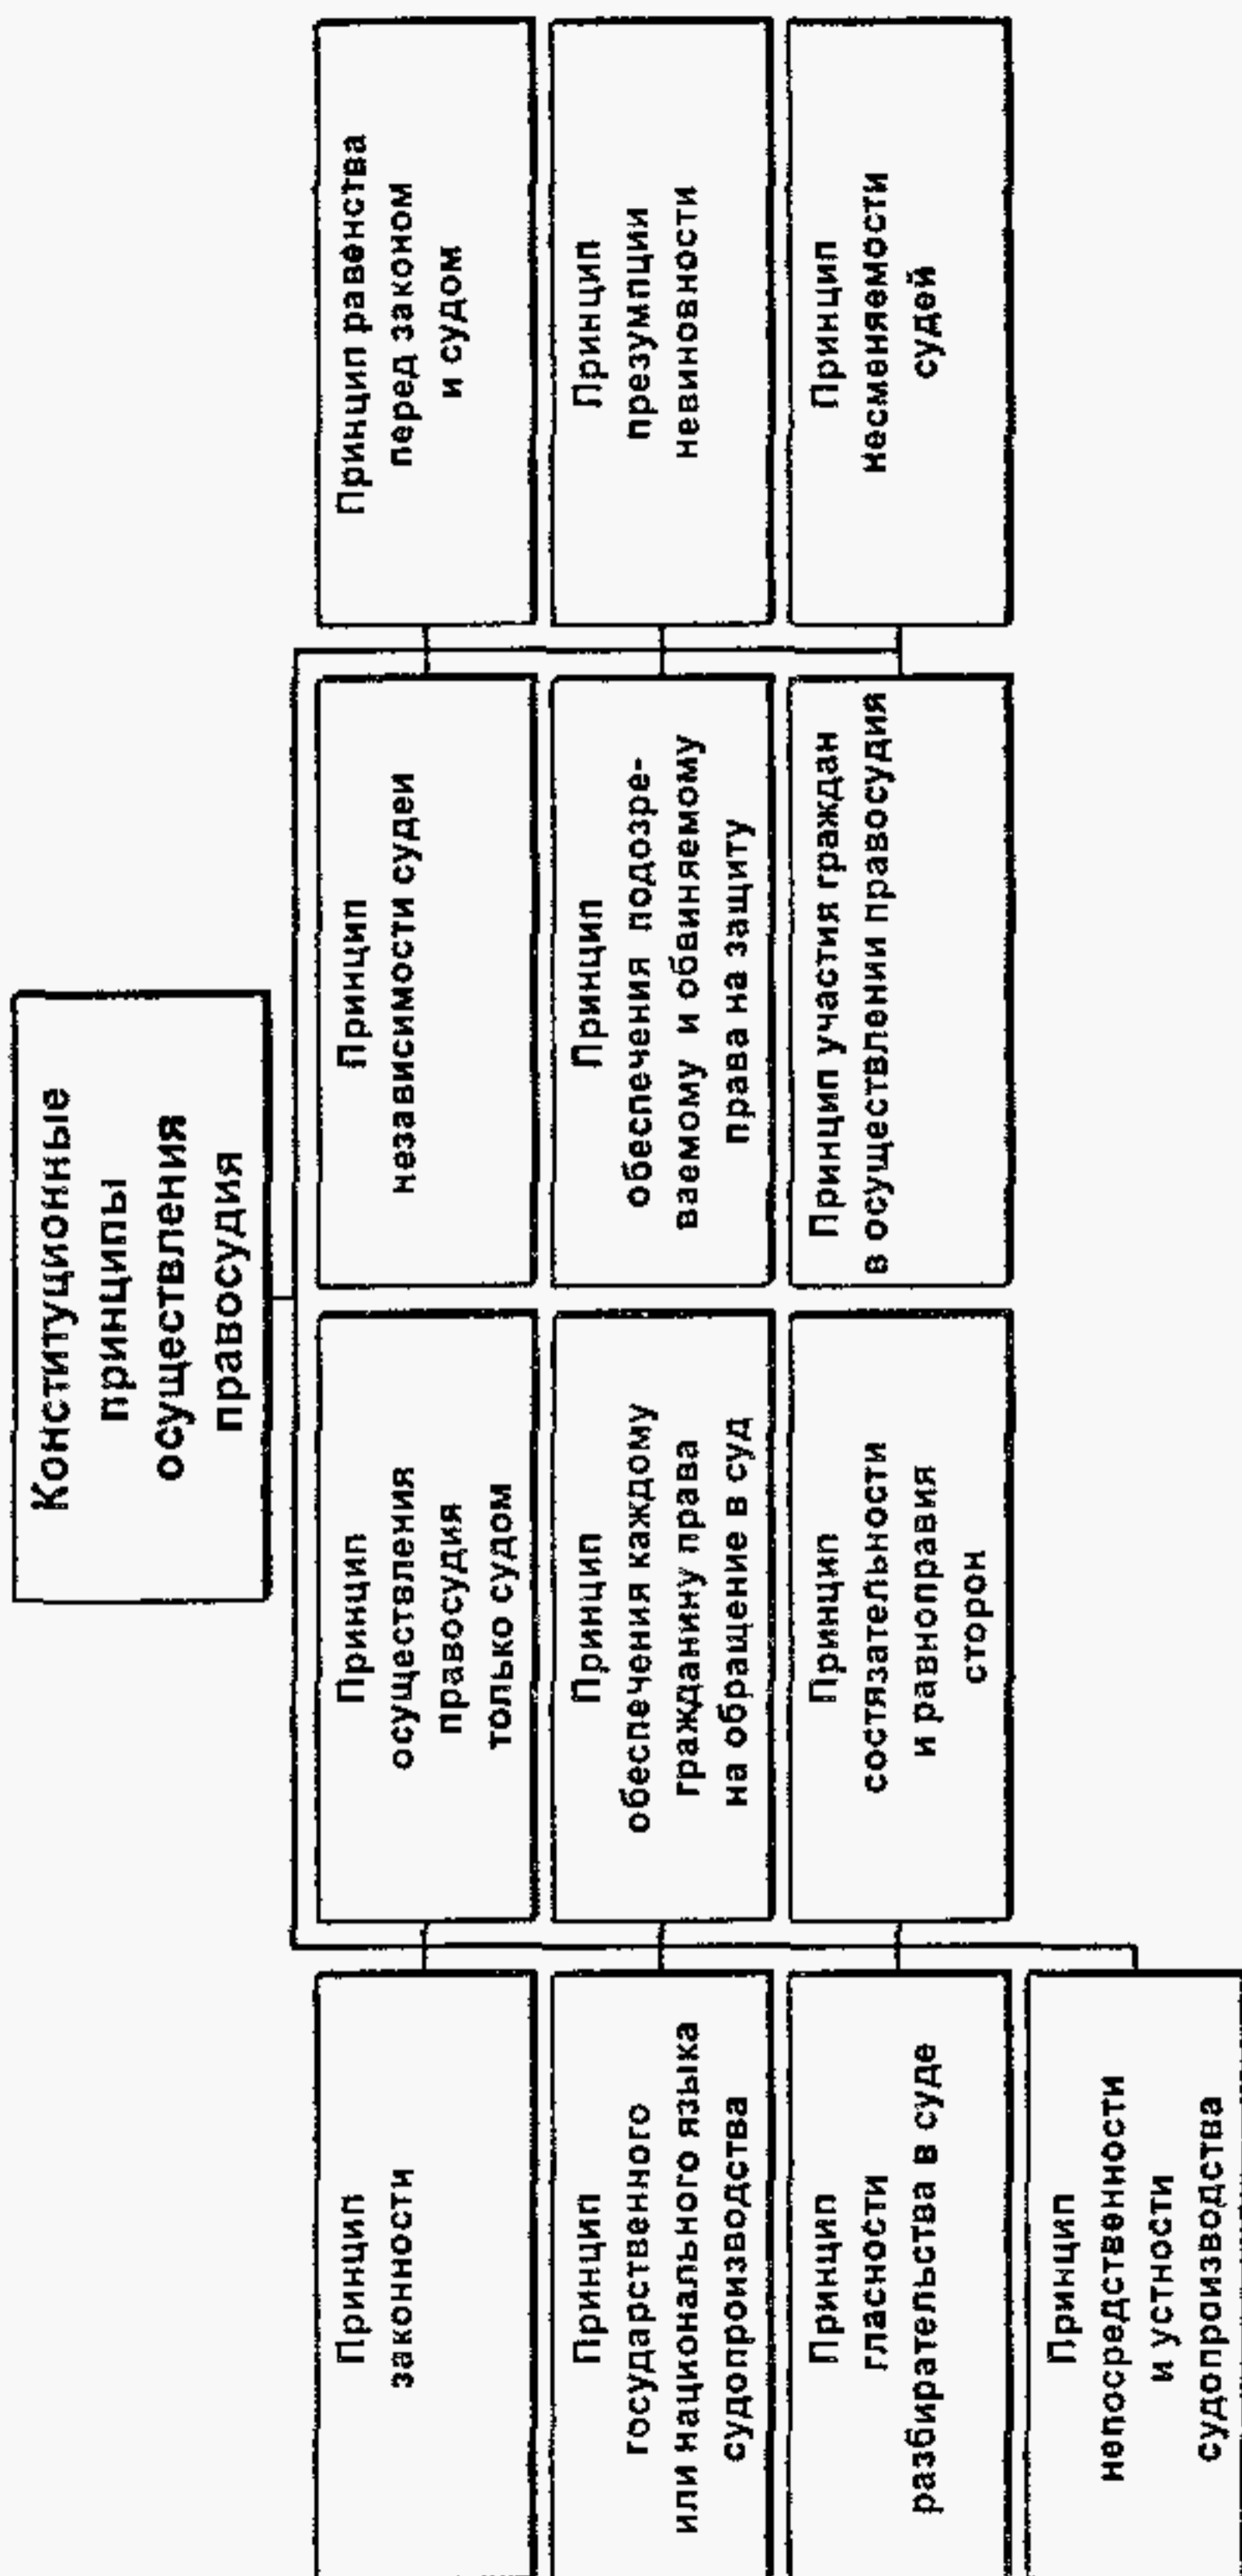 Конституционные
принципы
осуществления
правосудия
Принцип
законности
Принцип
осуществления
правосудия
только судом
Принцип
независимости судей
Принцип равенства
перед законом
и судом
Принцип
государственного
или национального языка
судопроизводства
Принцип
обеспечения каждому
гражданину права
на обращение в суд
Принцип
обеспечения подозре-
ваемому и обвиняемому
права на защиту
Принцип
презумпции
невиновности
Принцип
гласности
разбирательства в суде
Принцип
состязательности
и равноправия
сторон
Принцип участия граждан
в осуществлении правосудия
Принцип
несменяемости
судей
Принцип
непосредственности
и устности
судопроизводства